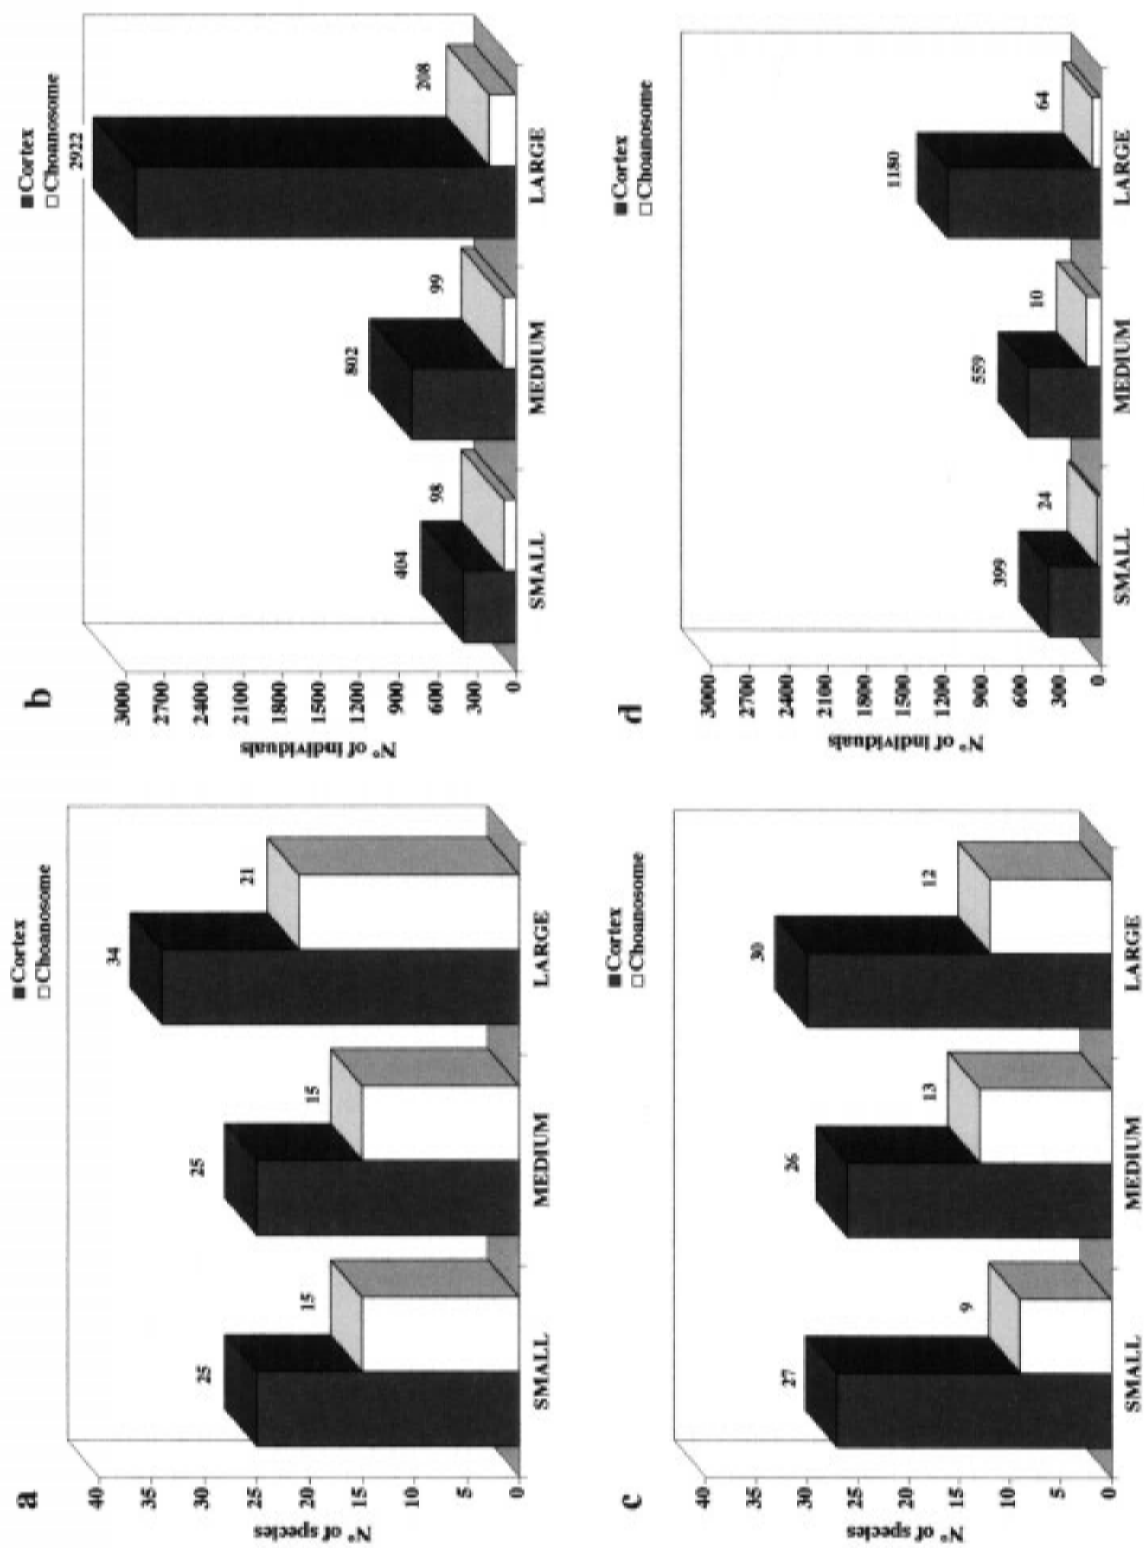 a
■ Cortex
□ Choanosome
N° of species
40
35
30
25
20
15
10
5
0
25
15
25
15
34
21
SMALL
MEDIUM
LARGE
b
■ Cortex
□ Choanosome
N° of individuals
3000
2700
2400
2100
1800
1500
1200
900
600
300
0
404
98
802
99
2922
208
SMALL
MEDIUM
LARGE
c
■ Cortex
□ Choanosome
N° of species
40
35
30
25
20
15
10
5
0
27
9
26
13
30
12
SMALL
MEDIUM
LARGE
d
■ Cortex
□ Choanosome
N° of individuals
3000
2700
2400
2100
1800
1500
1200
900
600
300
0
399
24
559
10
1180
64
SMALL
MEDIUM
LARGE